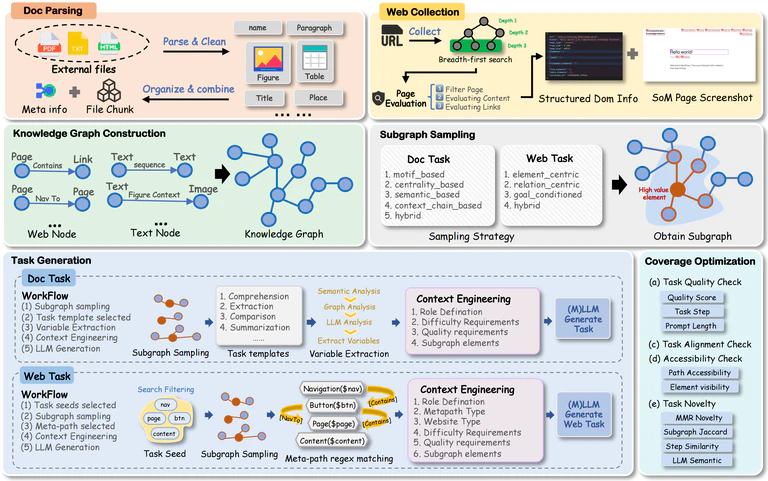 Doc Parsing
PDF
TXT
HTML
External files
Parse & Clean
Organize & combine
Meta info
File Chunk
name
Paragraph
Figure
Table
Title
Place
... ...
Web Collection
URL
Collect
Depth 1
Depth 2
Depth 3
Breadth-first search
Page
Evaluation
1 Filter Page
2 Evaluating Content
3 Evaluating Links
Structured Dom Info
Hello world!
SoM Page Screenshot
Knowledge Graph Construction
Page
Contains
Link
Text
sequence
Text
Page
Nav To
Page
Text
Figure Context
Image
...
...
Web Node
Text Node
Knowledge Graph
Subgraph Sampling
Doc Task
1. motif_based
2. centrality_based
3. semantic_based
4. context_chain_based
5. hybrid
Web Task
1. element_centric
2. relation_centric
3. goal_conditioned
4. hybrid
Sampling Strategy
High value
element
Obtain Subgraph
Task Generation
Doc Task
WorkFlow
(1) Subgraph sampling
(2) Task template selected
(3) Variable Extraction
(4) Context Engineering
(5) LLM Generation
Subgraph Sampling
1. Comprehension
2. Extraction
3. Comparison
4. Summarization
......
Task templates
Semantic Analysis
Graph Analysis
LLM Analysis
Extract Variables
Variable Extraction
Context Engineering
1. Role Defination
2. Difficulty Requirements
3. Quality requirements
4. Subgraph elements
(M)LLM
Generate
Task
Web Task
WorkFlow
(1) Task seeds selected
(2) Subgraph sampling
(3) Meta-path selected
(4) Context Engineering
(5) LLM Generation
Search Filtering
nav
page
btn
content
Task Seed
Subgraph Sampling
Navigation($nav)
Button($btn)
[Contains]
[NavTo]
Page($page)
[Contains]
Content($content)
Meta-path regex matching
Context Engineering
1. Role Defination
2. Metapath Type
3. Website Type
4. Difficulty Requirements
5. Quality requirements
6. Subgraph elements
(M)LLM
Generate
Web Task
Coverage Optimization
(a) Task Quality Check
Quality Score
Task Step
Prompt Length
(c) Task Alignment Check
(d) Accessibility Check
Path Accessibility
Element visibility
(e) Task Novelty
MMR Novelty
Subgraph Jaccard
Step Similarity
LLM Semantic